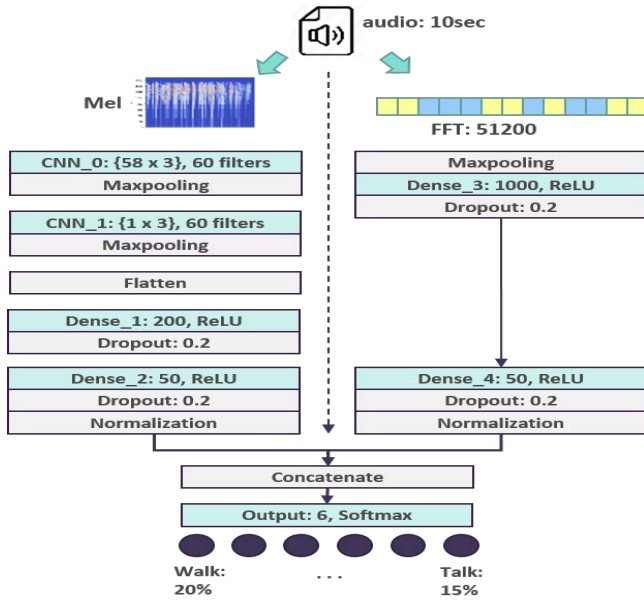 audio: 10sec
Mel
FFT: 51200
CNN_0: {58 x 3}, 60 filters
Maxpooling
CNN_1: {1 x 3}, 60 filters
Maxpooling
Flatten
Dense_1: 200, ReLU
Dropout: 0.2
Dense_2: 50, ReLU
Dropout: 0.2
Normalization
Maxpooling
Dense_3: 1000, ReLU
Dropout: 0.2
Dense_4: 50, ReLU
Dropout: 0.2
Normalization
Concatenate
Output: 6, Softmax
Walk:
20%
. . .
Talk:
15%